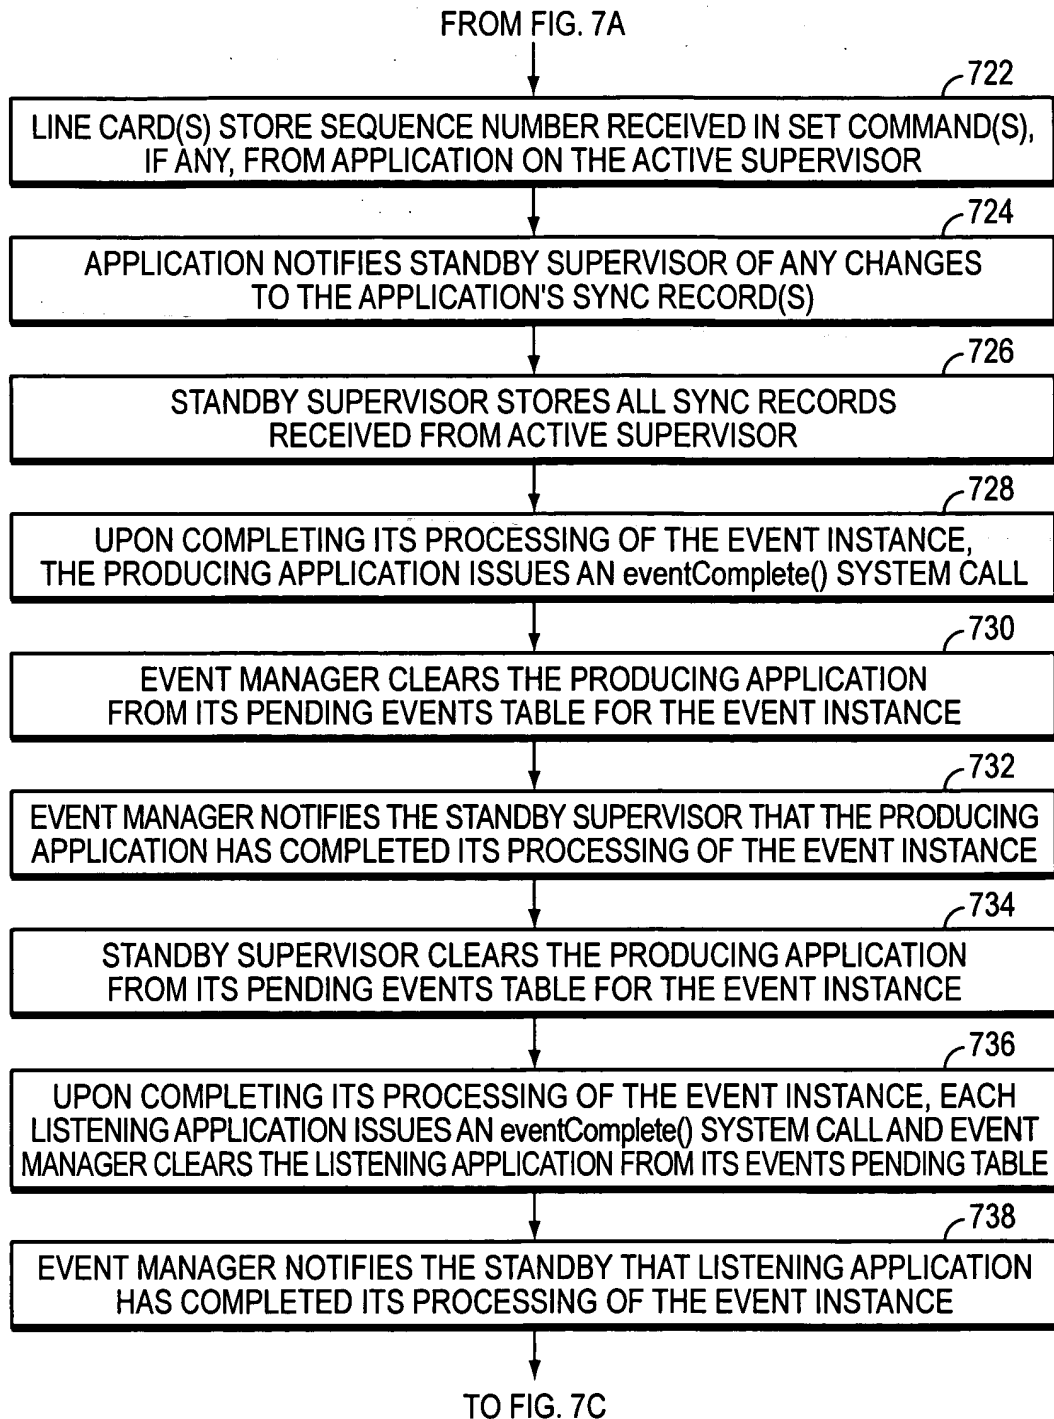 FROM FIG. 7A
722
LINE CARD(S) STORE SEQUENCE NUMBER RECEIVED IN SET COMMAND(S),
IF ANY, FROM APPLICATION ON THE ACTIVE SUPERVISOR
724
APPLICATION NOTIFIES STANDBY SUPERVISOR OF ANY CHANGES
TO THE APPLICATION'S SYNC RECORD(S)
726
STANDBY SUPERVISOR STORES ALL SYNC RECORDS
RECEIVED FROM ACTIVE SUPERVISOR
728
UPON COMPLETING ITS PROCESSING OF THE EVENT INSTANCE,
THE PRODUCING APPLICATION ISSUES AN eventComplete() SYSTEM CALL
730
EVENT MANAGER CLEARS THE PRODUCING APPLICATION
FROM ITS PENDING EVENTS TABLE FOR THE EVENT INSTANCE
732
EVENT MANAGER NOTIFIES THE STANDBY SUPERVISOR THAT THE PRODUCING
APPLICATION HAS COMPLETED ITS PROCESSING OF THE EVENT INSTANCE
734
STANDBY SUPERVISOR CLEARS THE PRODUCING APPLICATION
FROM ITS PENDING EVENTS TABLE FOR THE EVENT INSTANCE
736
UPON COMPLETING ITS PROCESSING OF THE EVENT INSTANCE, EACH
LISTENING APPLICATION ISSUES AN eventComplete() SYSTEM CALL AND EVENT
MANAGER CLEARS THE LISTENING APPLICATION FROM ITS EVENTS PENDING TABLE
738
EVENT MANAGER NOTIFIES THE STANDBY THAT LISTENING APPLICATION
HAS COMPLETED ITS PROCESSING OF THE EVENT INSTANCE
TO FIG. 7C